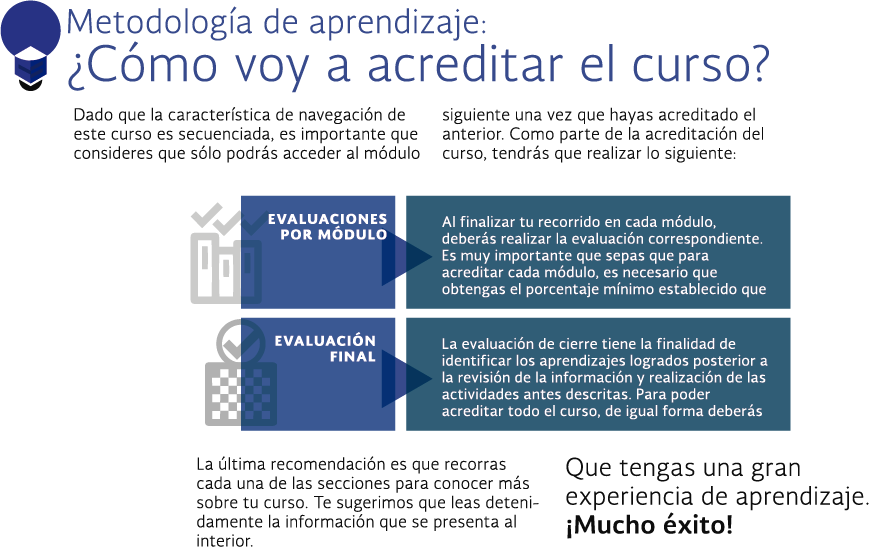 Metodología de aprendizaje:
¿Cómo voy a acreditar el curso?
Dado que la característica de navegación de
este curso es secuenciada, es importante que
consideres que sólo podrás acceder al módulo
siguiente una vez que hayas acreditado el
anterior. Como parte de la acreditación del
curso, tendrás que realizar lo siguiente:
EVALUACIONES
POR MÓDULO
Al finalizar tu recorrido en cada módulo,
deberás realizar la evaluación correspondiente.
Es muy importante que sepas que para
acreditar cada módulo, es necesario que
obtengas el porcentaje mínimo establecido que
EVALUACIÓN
FINAL
La evaluación de cierre tiene la finalidad de
identificar los aprendizajes logrados posterior a
la revisión de la información y realización de las
actividades antes descritas. Para poder
acreditar todo el curso, de igual forma deberás
La última recomendación es que recorras
cada una de las secciones para conocer más
sobre tu curso. Te sugerimos que leas deteni-
damente la información que se presenta al
interior.
Que tengas una gran
experiencia de aprendizaje.
¡Mucho éxito!